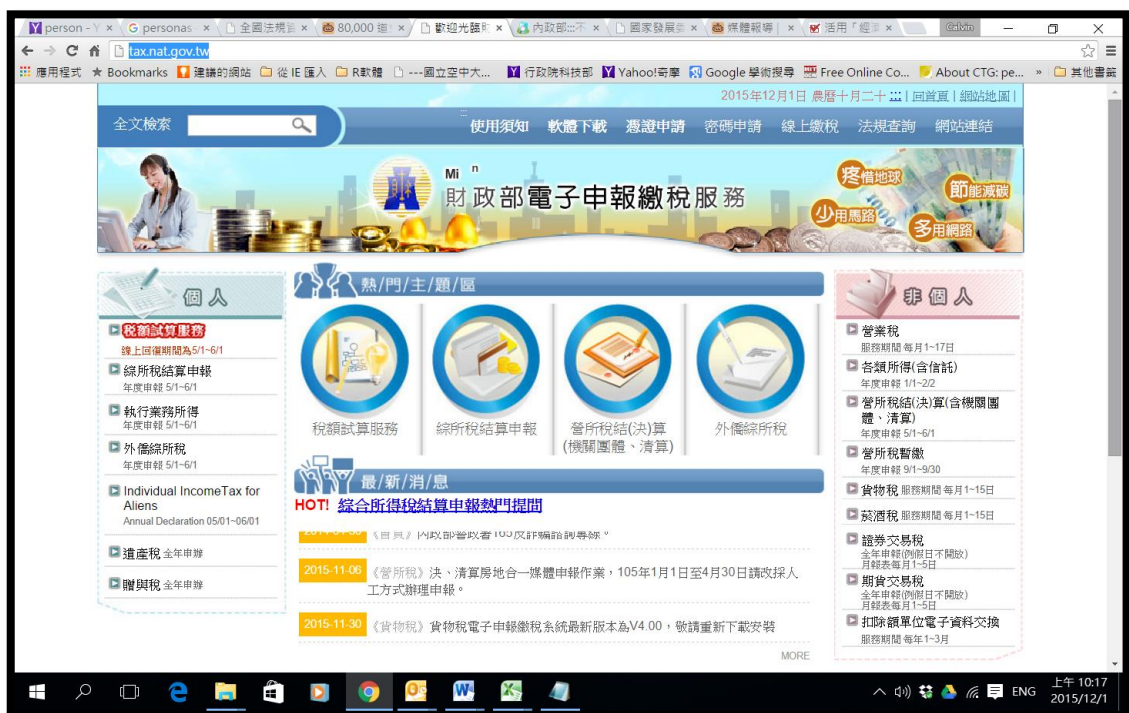 person - Y
G personas
全國法規資
80,000 道
歡迎光臨財
內政部:::不
國家發展委
媒體報導 |
活用「經濟
Calvin
tax.nat.gov.tw
應用程式 Bookmarks 建議的網站 從 IE 匯入 R軟體 ---國立空中大... 行政院科技部 Yahoo!奇摩 Google 學術搜尋 Free Online Co... About CTG: pe... » 其他書籤
2015年12月1日 農曆十月二十 ::: | 回首頁 | 網站地圖 |
全文檢索
使用須知 軟體下載 憑證申請 密碼申請 線上繳稅 法規查詢 網站連結
Mi n
財政部電子申報繳稅服務
疼惜地球
節能減碳
少用馬路
多用網路
個人
稅額試算服務
線上回復期間為5/1~6/1
綜所稅結算申報
年度申報 5/1~6/1
執行業務所得
年度申報 5/1~6/1
外僑綜所稅
年度申報 5/1~6/1
Individual IncomeTax for
Aliens
Annual Declaration 05/01~06/01
遺產稅 全年申辦
贈與稅 全年申辦
熱/門/主/題/區
稅額試算服務
綜所稅結算申報
營所稅結(決)算
(機關團體、清算)
外僑綜所稅
最/新/消/息
HOT! 綜合所得稅結算申報熱門提問
《首頁》內政部警政署165反詐騙諮詢專線。
2015-11-06 《營所稅》決、清算房地合一媒體申報作業，105年1月1日至4月30日請改採人
工方式辦理申報。
2015-11-30 《貨物稅》貨物稅電子申報繳稅系統最新版本為V4.00，敬請重新下載安裝
MORE
非個人
營業稅
服務期間 每月1~17日
各類所得(含信託)
年度申報 1/1~2/2
營所稅結(決)算(含機關團
體、清算)
年度申報 5/1~6/1
營所稅暫繳
年度申報 9/1~9/30
貨物稅 服務期間 每月1~15日
菸酒稅 服務期間 每月1~15日
證券交易稅
全年申報(例假日不開放)
月報表每月1~5日
期貨交易稅
全年申報(例假日不開放)
月報表每月1~5日
扣除額單位電子資料交換
服務期間 每年1~3月
ENG
上午 10:17
2015/12/1